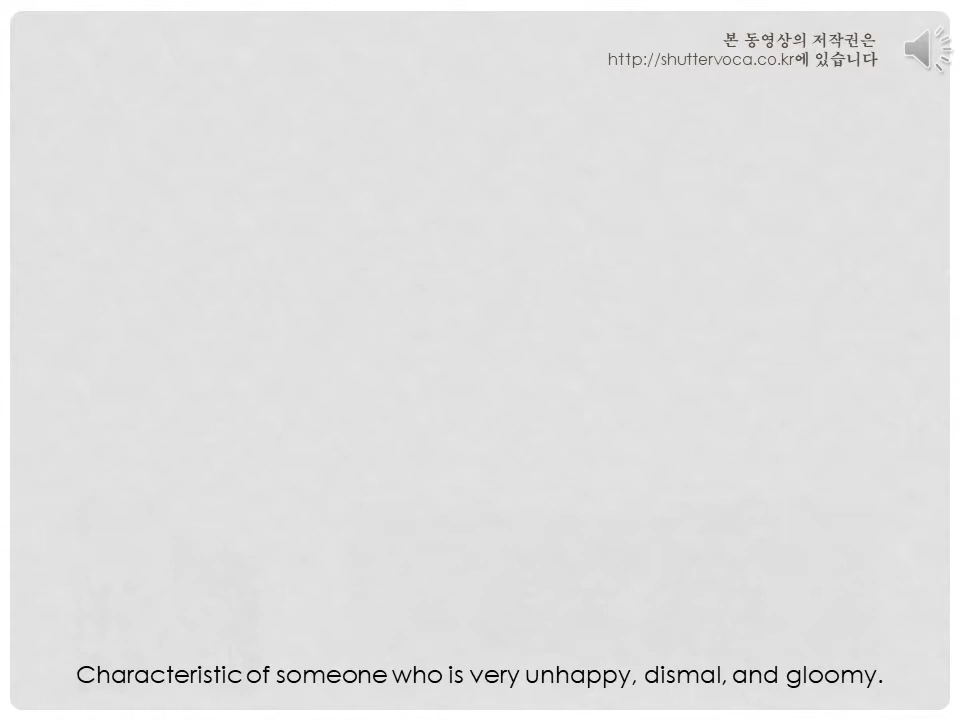 본 동영상의 저작권은
http://shuttervoca.co.kr에 있습니다
Characteristic of someone who is very unhappy, dismal, and gloomy.